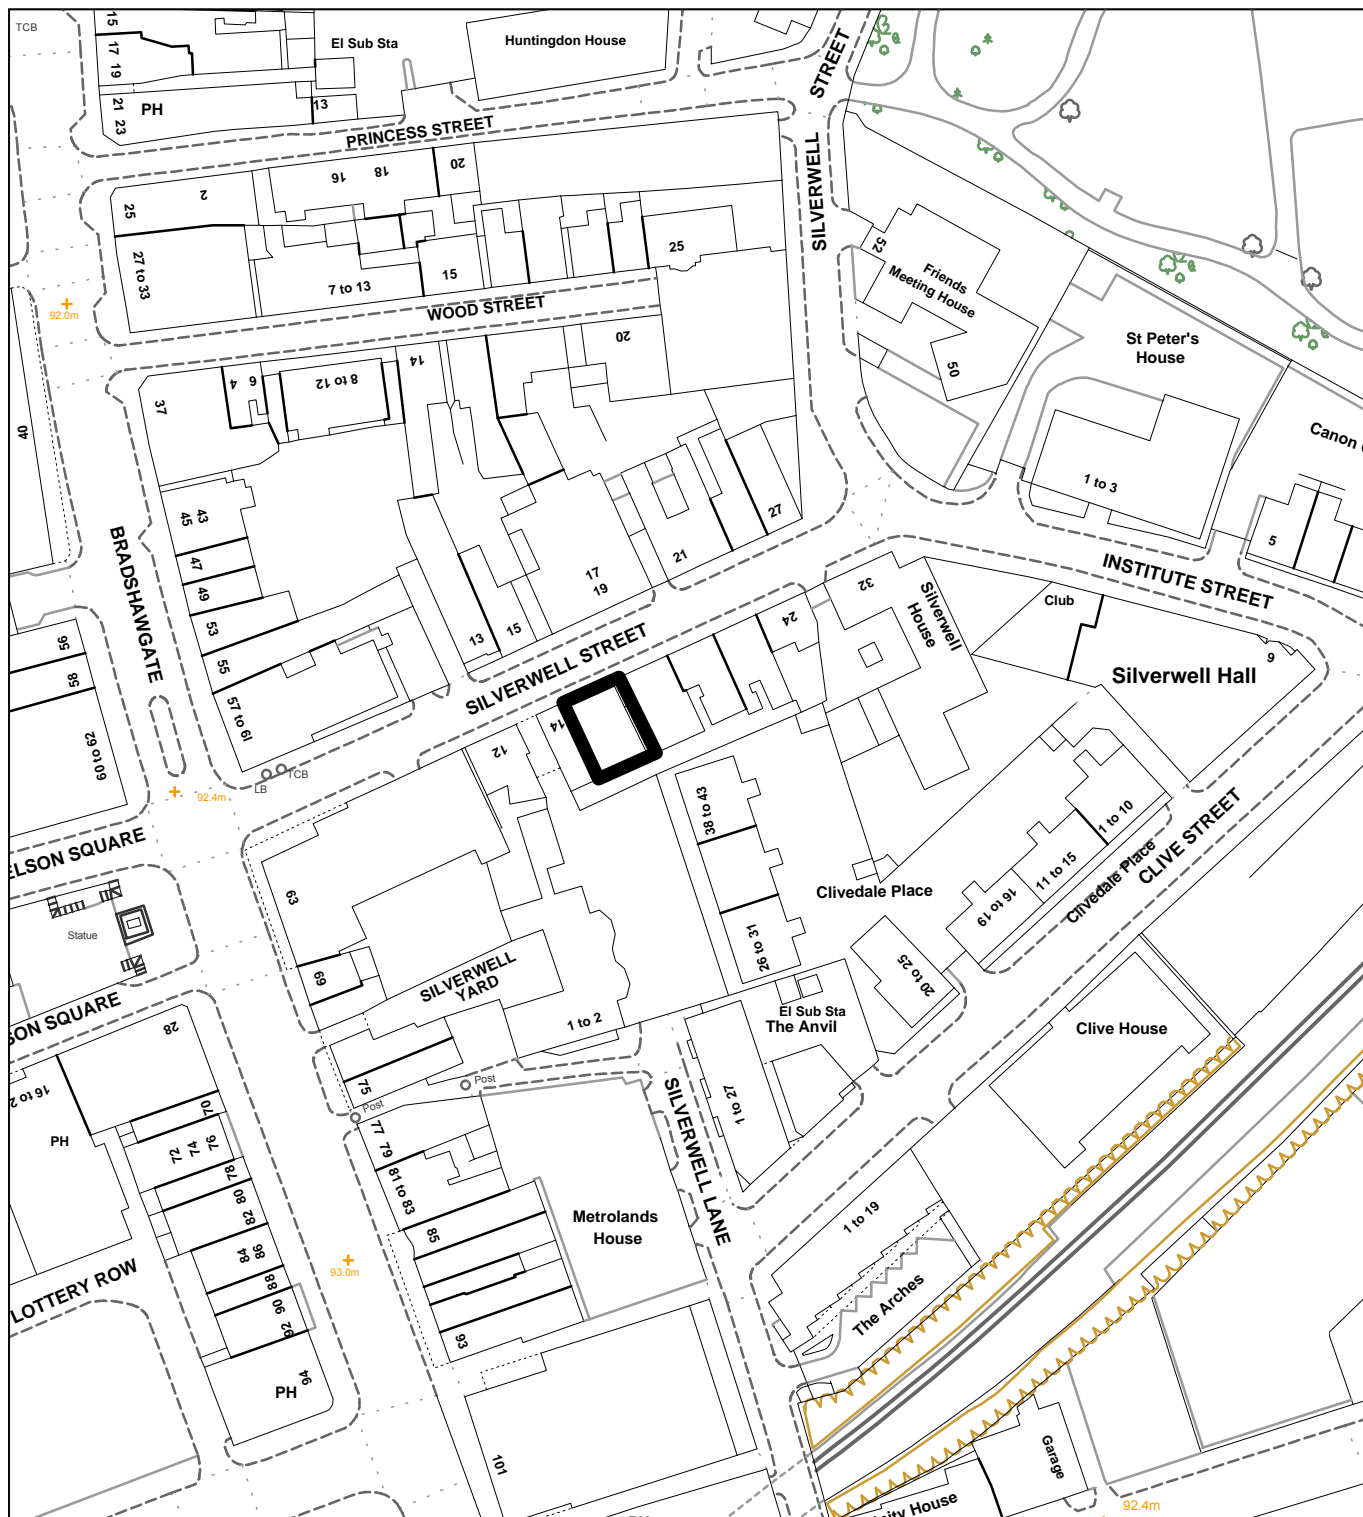 TCB
15
17
19
21
23
PH
El Sub Sta
13
Huntingdon House
PRINCESS STREET
SILVERWELL
STREET
2
16
18
20
25
27 to 33
7 to 13
15
25
WOOD STREET
92.0m
52
Friends
Meeting House
50
St Peter's
House
1 to 3
Canon
40
37
4
6
8 to 12
14
20
43
45
47
49
53
55
57 to 61
BRADSHAWGATE
13
15
17
19
21
27
5
INSTITUTE STREET
Club
9
Silverwell Hall
32
Silverwell
House
24
SILVERWELL STREET
14
12
56
58
60 to 62
TCB
LB
92.4m
ELSON SQUARE
Statue
SON SQUARE
63
69
SILVERWELL
YARD
1 to 2
38 to 43
26 to 31
Clivedale Place
20 to 25
16 to 19
11 to 15
1 to 10
Clivedale Place
CLIVE STREET
El Sub Sta
The Anvil
Clive House
28
16 to 2
PH
70
72
74
76
78
80
82
84
86
88
90
92
94
PH
75
Post
Post
77
79
81 to 83
85
93
93.0m
Metrolands
House
SILVERWELL LANE
1 to 27
1 to 19
The Arches
LOTTERY ROW
101
Garage
city House
92.4m